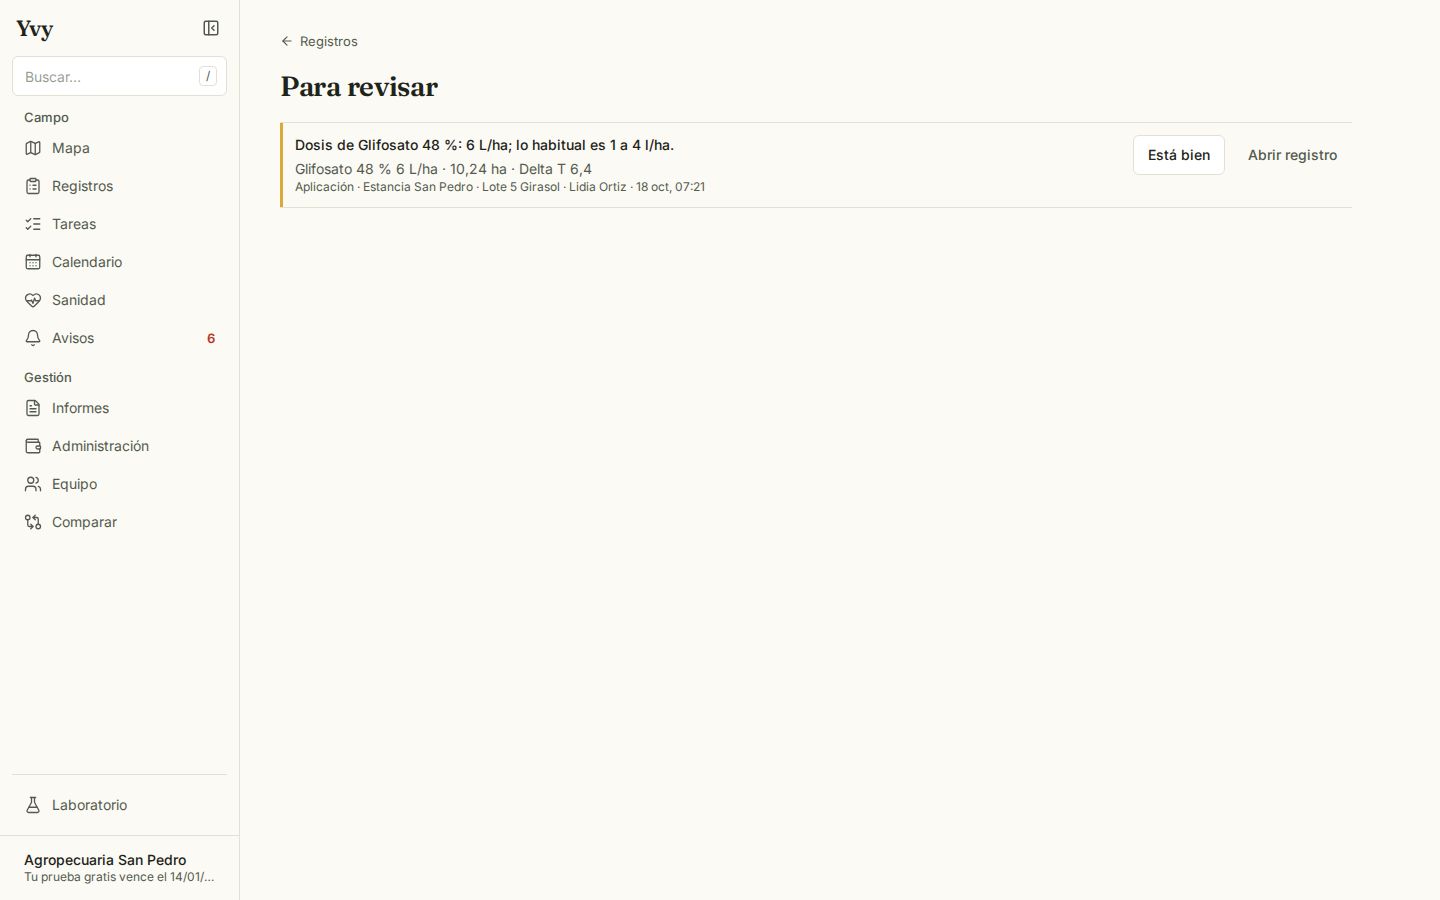 Yvy
Buscar...
/
Campo
Mapa
Registros
Tareas
Calendario
Sanidad
Avisos
6
Gestión
Informes
Administración
Equipo
Comparar
Laboratorio
Agropecuaria San Pedro
Tu prueba gratis vence el 14/01/...
Registros
Para revisar
Dosis de Glifosato 48 %: 6 L/ha; lo habitual es 1 a 4 l/ha.
Glifosato 48 % 6 L/ha · 10,24 ha · Delta T 6,4
Aplicación · Estancia San Pedro · Lote 5 Girasol · Lidia Ortiz · 18 oct, 07:21
Está bien
Abrir registro